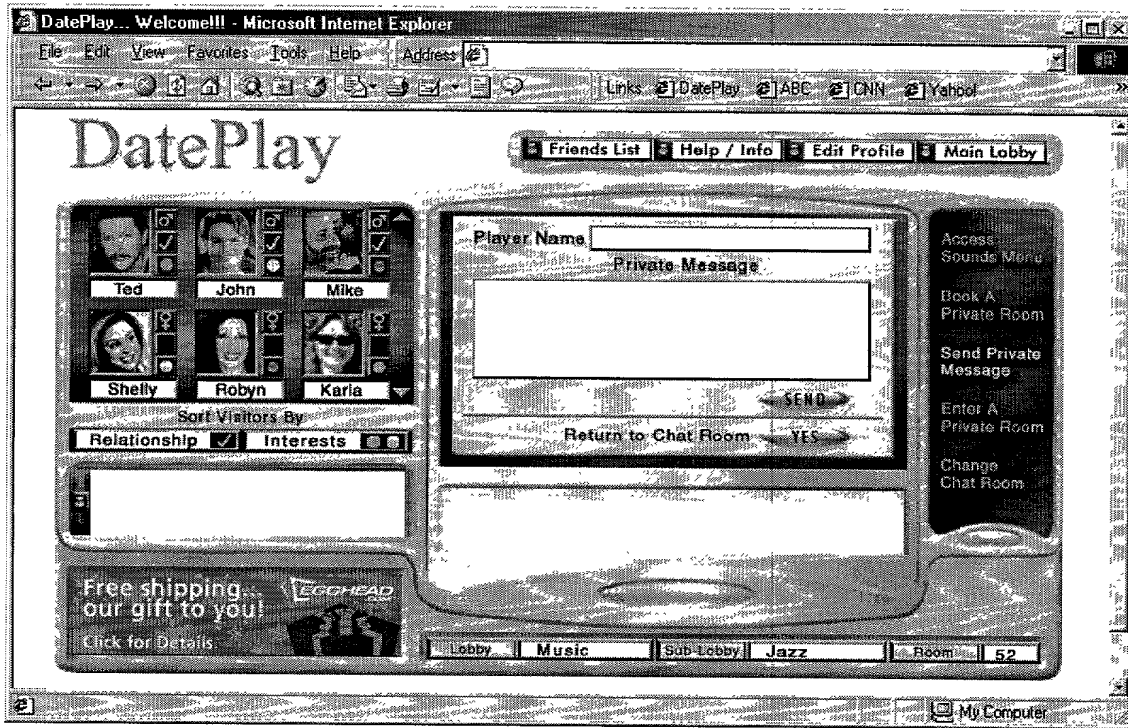 DatePlay... Welcome!!! - Microsoft Internet Explorer
File Edit View Favorites Tools Help Address
Links DatePlay ABC CNN Yahoo! »
DatePlay
Friends List Help / Info Edit Profile Main Lobby
Ted John Mike
Shelly Robyn Karla
Sort Visitors By
Relationship Interests
Free shipping...
our gift to you!
Click for Details
EGGHEAD
Player Name
Private Message
SEND
Return to Chat Room YES
Access
Sounds Menu
Book A
Private Room
Send Private
Message
Enter A
Private Room
Change
Chat Room
Lobby Music Sub-Lobby Jazz Room 52
My Computer